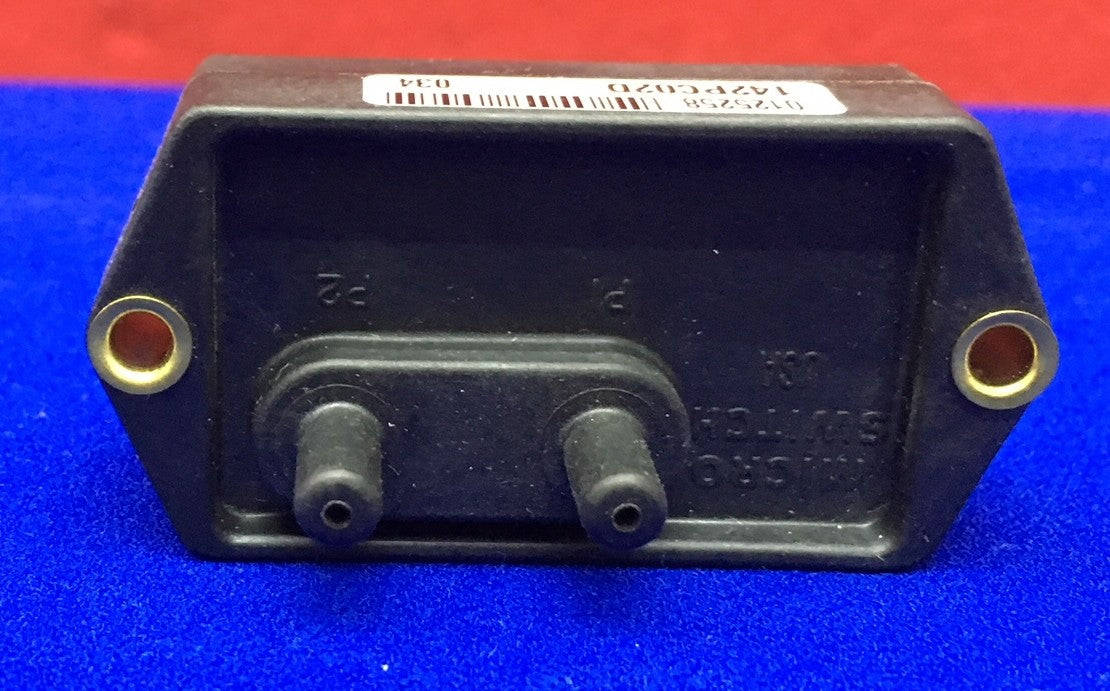 0125258
142PC02D
034
P2
P1
MICRO
SWITCH
USA